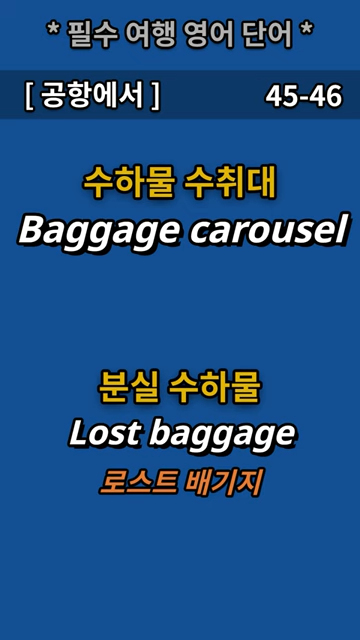 * 필수 여행 영어 단어 *
[ 공항에서 ] 45-46
수하물 수취대
Baggage carousel
분실 수하물
Lost baggage
로스트 배기지